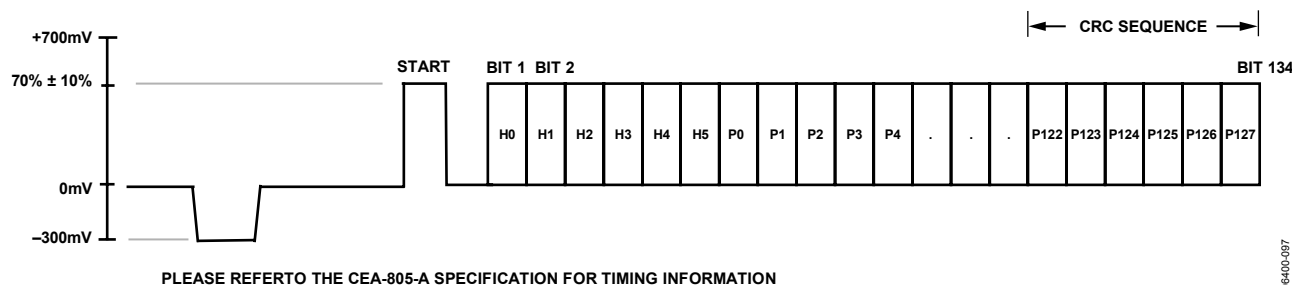 CRC SEQUENCE
+700mV
70% ± 10%
START
BIT 1 BIT 2
BIT 134
H0 H1 H2 H3 H4 H5 P0 P1 P2 P3 P4 . . . P122 P123 P124 P125 P126 P127
0mV
–300mV
PLEASE REFERTO THE CEA-805-A SPECIFICATION FOR TIMING INFORMATION
6400-097